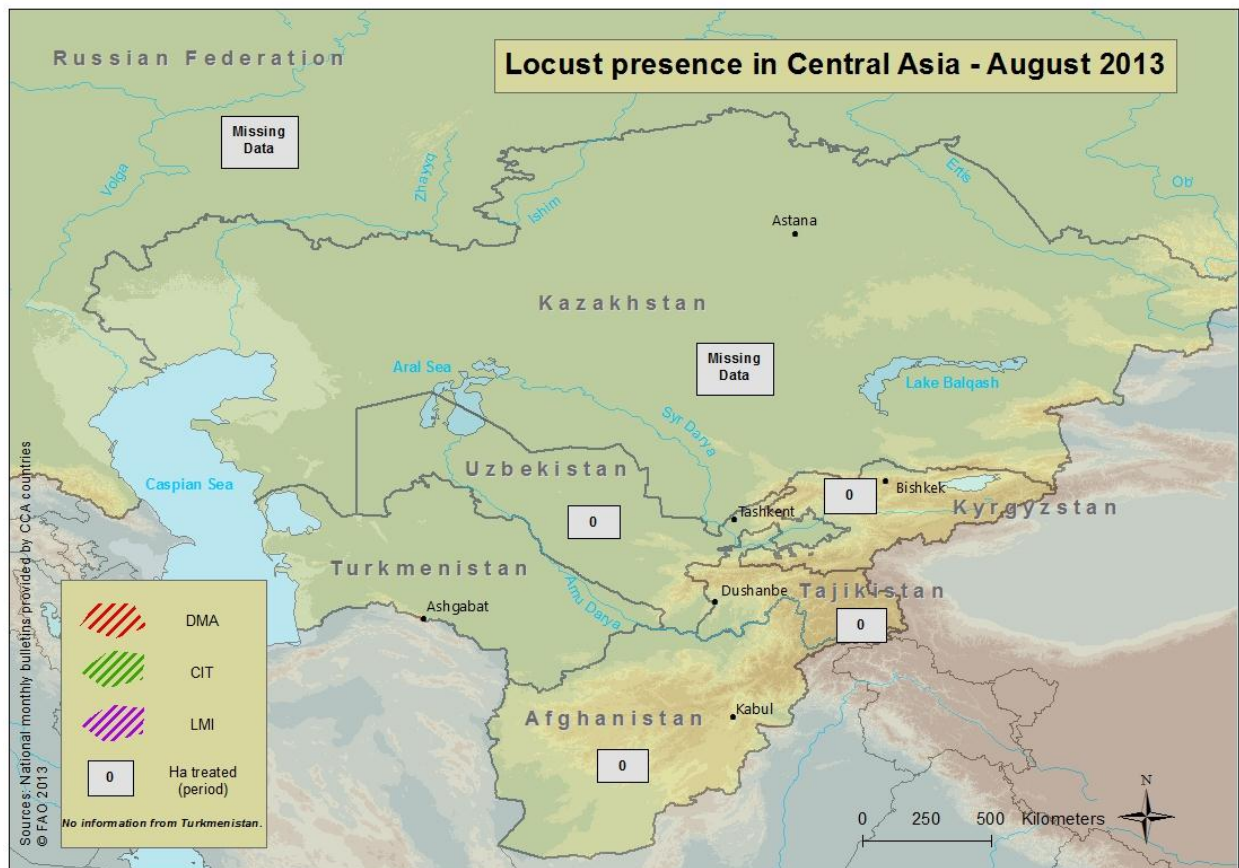 Russian Federation
Locust presence in Central Asia - August 2013
Missing
Data
Volga
Zhayyq
Ishim
Ertis
Ob'
Astana
Kazakhstan
Missing
Data
Aral Sea
Lake Balqash
Syr Darya
Uzbekistan
Caspian Sea
0
Bishkek
Kyrgyzstan
0
Tashkent
Turkmenistan
Amu Darya
Dushanbe
Tajikistan
Ashgabat
0
Afghanistan
Kabul
0
DMA
CIT
LMI
0
Ha treated
(period)
No information from Turkmenistan.
Sources: National monthly bulletins provided by CCA countries
© FAO 2013
N
0 250 500 Kilometers